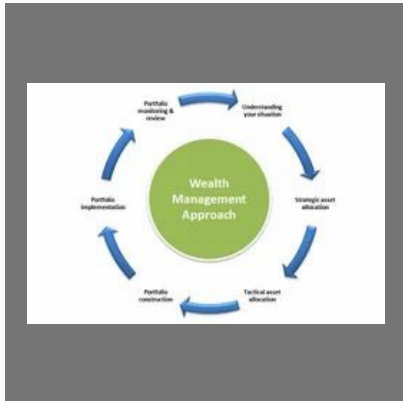 Wealth
Management
Approach
Understanding
your situation
Strategic asset
allocation
Tactical asset
allocation
Portfolio
construction
Portfolio
implementation
Portfolio
monitoring &
review